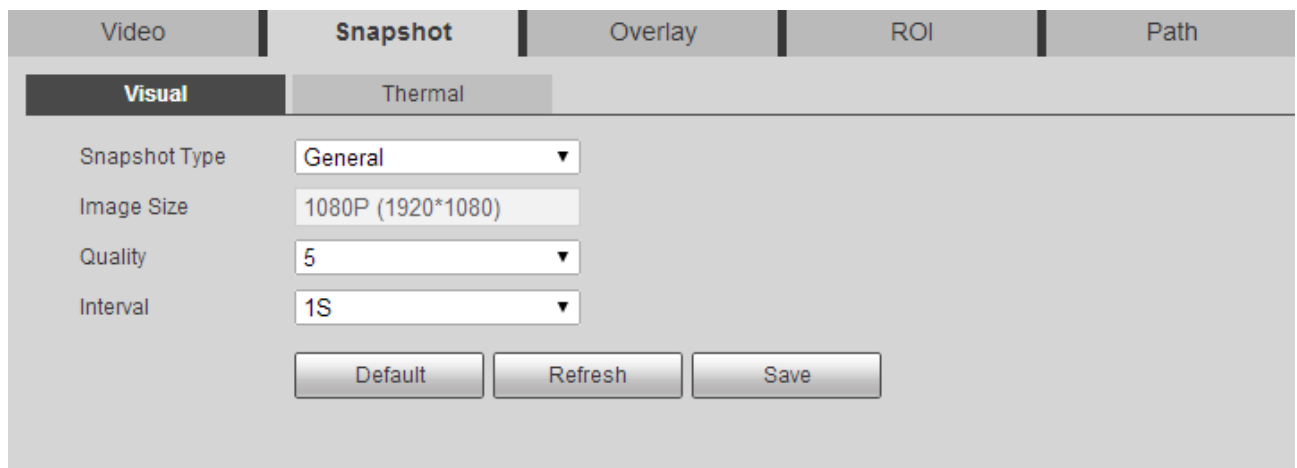 Video Snapshot Overlay ROI Path
Visual Thermal
Snapshot Type General
Image Size 1080P (1920*1080)
Quality 5
Interval 1S
Default Refresh Save